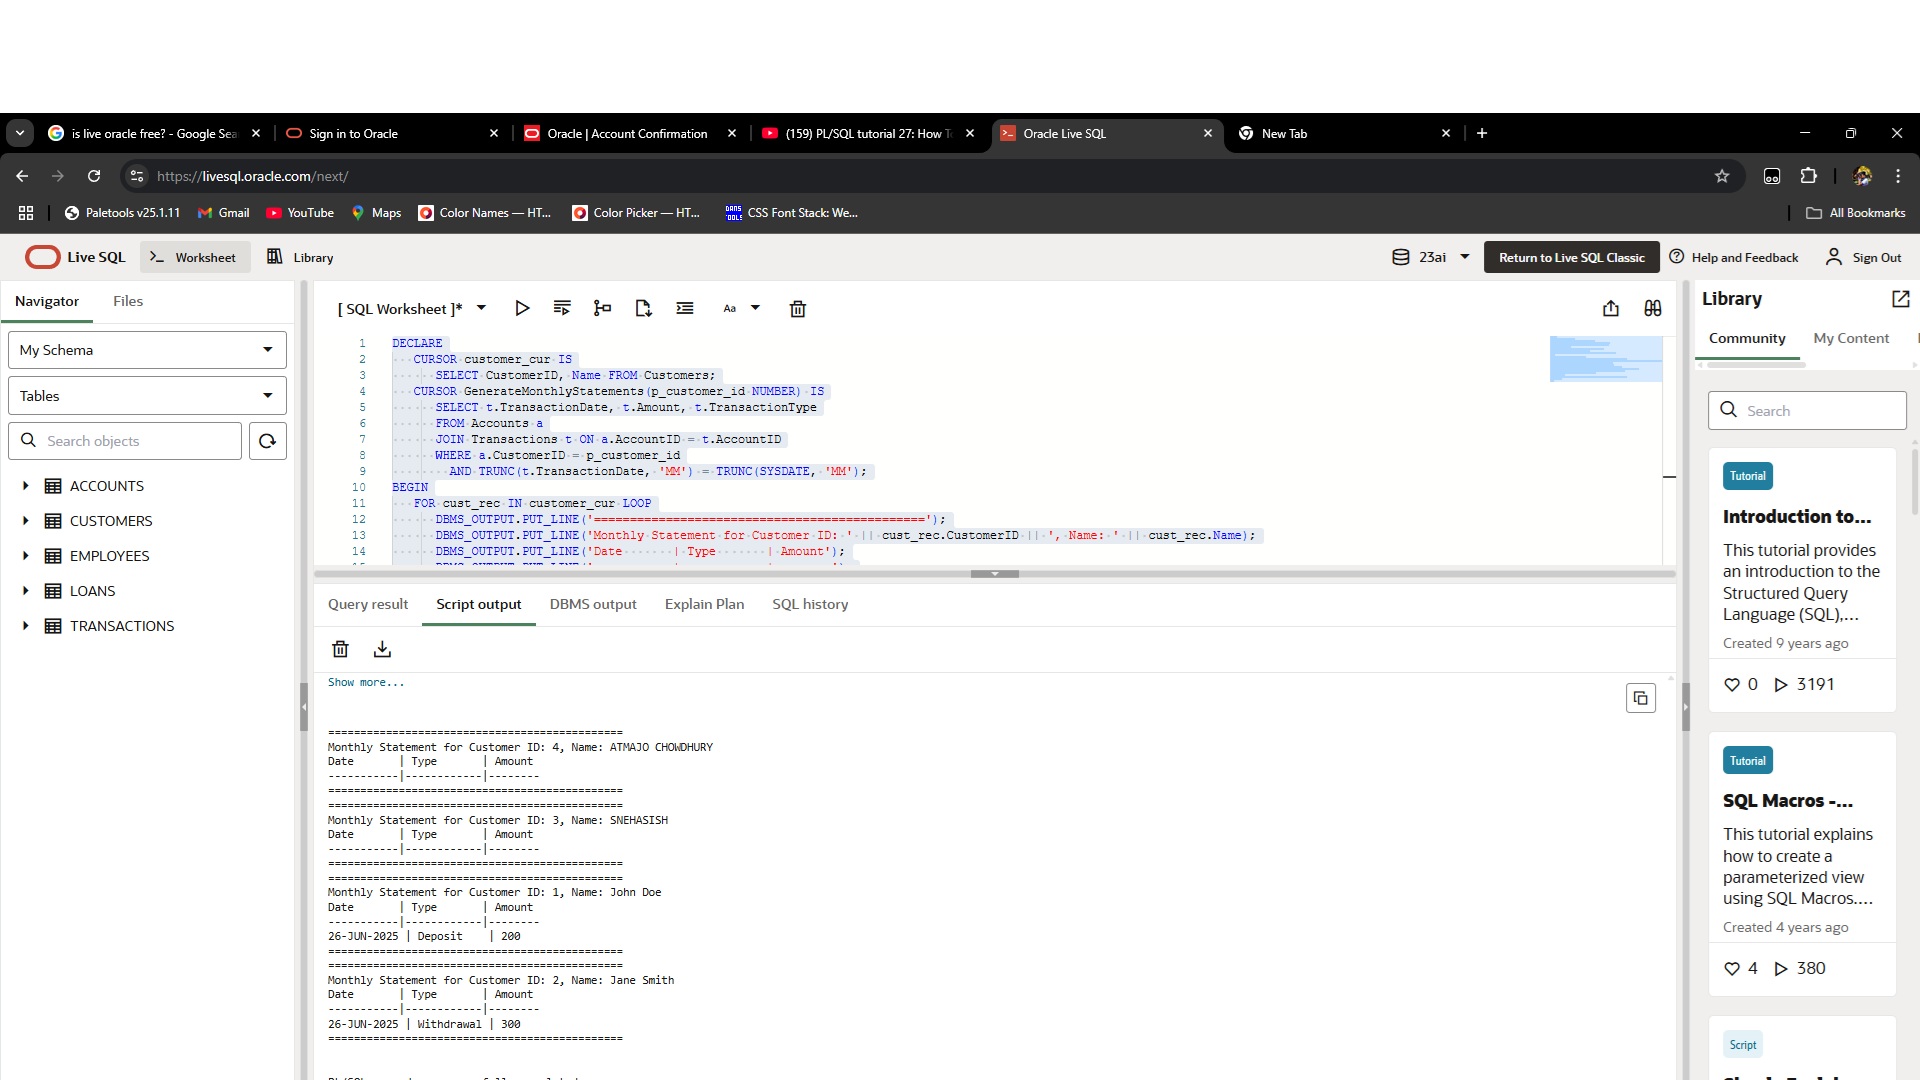 is live oracle free? - Google Sea
Sign in to Oracle
Oracle | Account Confirmation
(159) PL/SQL tutorial 27: How T
Oracle Live SQL
New Tab
https://livesql.oracle.com/next/
Paletools v25.1.11
Gmail
YouTube
Maps
Color Names — HT...
Color Picker — HT...
CSS Font Stack: We...
All Bookmarks
Live SQL
Worksheet
Library
23ai
Return to Live SQL Classic
Help and Feedback
Sign Out
Navigator
Files
My Schema
Tables
Search objects
ACCOUNTS
CUSTOMERS
EMPLOYEES
LOANS
TRANSACTIONS
[ SQL Worksheet ]*
Aa
1 DECLARE
2 CURSOR customer_cur IS
3 SELECT CustomerID, Name FROM Customers;
4 CURSOR GenerateMonthlyStatements(p_customer_id NUMBER) IS
5 SELECT t.TransactionDate, t.Amount, t.TransactionType
6 FROM Accounts a
7 JOIN Transactions t ON a.AccountID = t.AccountID
8 WHERE a.CustomerID = p_customer_id
9 AND TRUNC(t.TransactionDate, 'MM') = TRUNC(SYSDATE, 'MM');
10 BEGIN
11 FOR cust_rec IN customer_cur LOOP
12 DBMS_OUTPUT.PUT_LINE('==============================================');
13 DBMS_OUTPUT.PUT_LINE('Monthly Statement for Customer ID: ' || cust_rec.CustomerID || ', Name: ' || cust_rec.Name);
14 DBMS_OUTPUT.PUT_LINE('Date       | Type       | Amount');
Query result
Script output
DBMS output
Explain Plan
SQL history
Show more...
==============================================
Monthly Statement for Customer ID: 4, Name: ATMAJO CHOWDHURY
Date       | Type       | Amount
-----------|------------|--------
==============================================
==============================================
Monthly Statement for Customer ID: 3, Name: SNEHASISH
Date       | Type       | Amount
-----------|------------|--------
==============================================
==============================================
Monthly Statement for Customer ID: 1, Name: John Doe
Date       | Type       | Amount
-----------|------------|--------
26-JUN-2025 | Deposit    | 200
==============================================
==============================================
Monthly Statement for Customer ID: 2, Name: Jane Smith
Date       | Type       | Amount
-----------|------------|--------
26-JUN-2025 | Withdrawal | 300
==============================================
Library
Community
My Content
Search
Tutorial
Introduction to...
This tutorial provides
an introduction to the
Structured Query
Language (SQL),...
Created 9 years ago
0
3191
Tutorial
SQL Macros -...
This tutorial explains
how to create a
parameterized view
using SQL Macros....
Created 4 years ago
4
380
Script